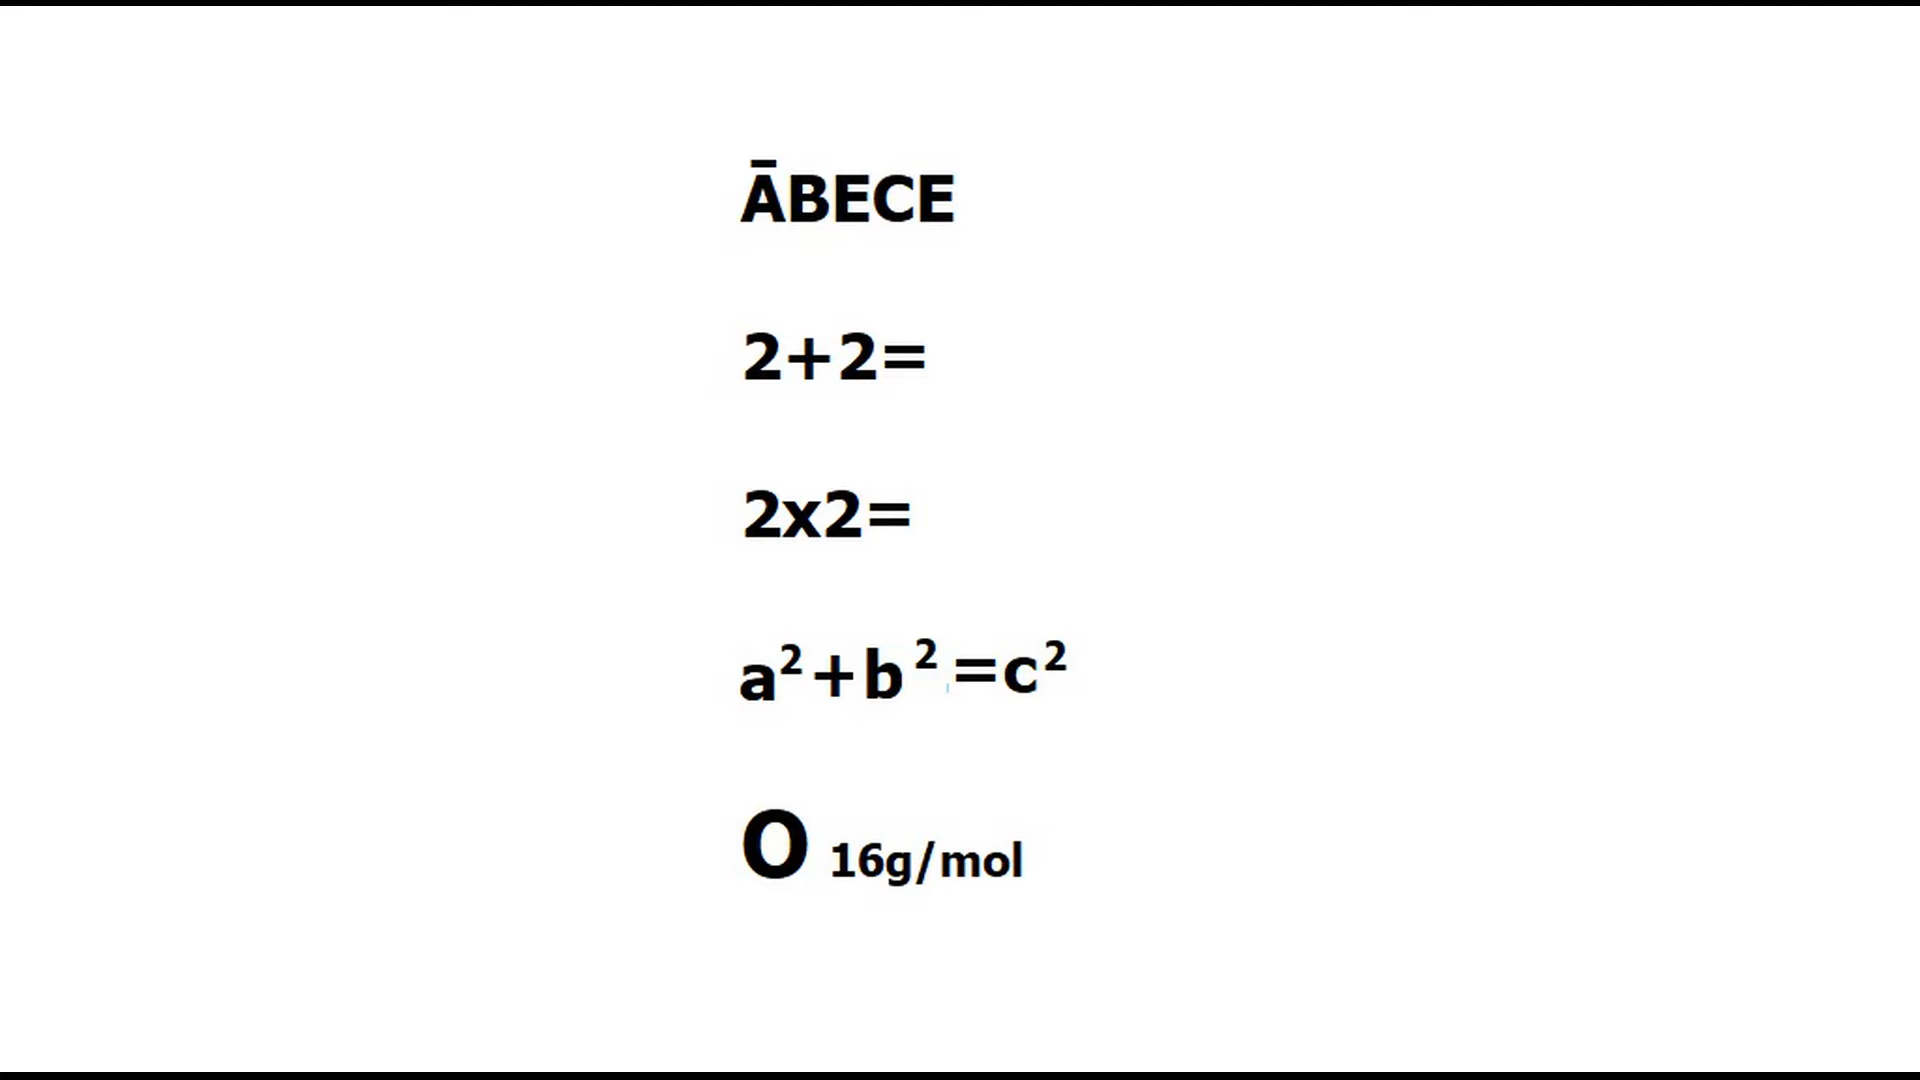 ĀBECE
2+2=
2x2=
a²+b²=c²
O 16g/mol